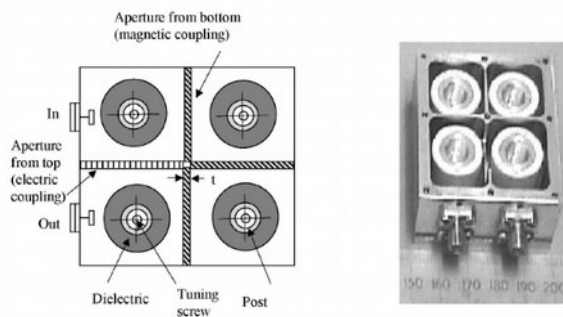 Aperture from bottom
(magnetic coupling)
In
Aperture
from top
(electric
coupling)
t
Out
Dielectric
Tuning
screw
Post
150 160 170 180 190 200